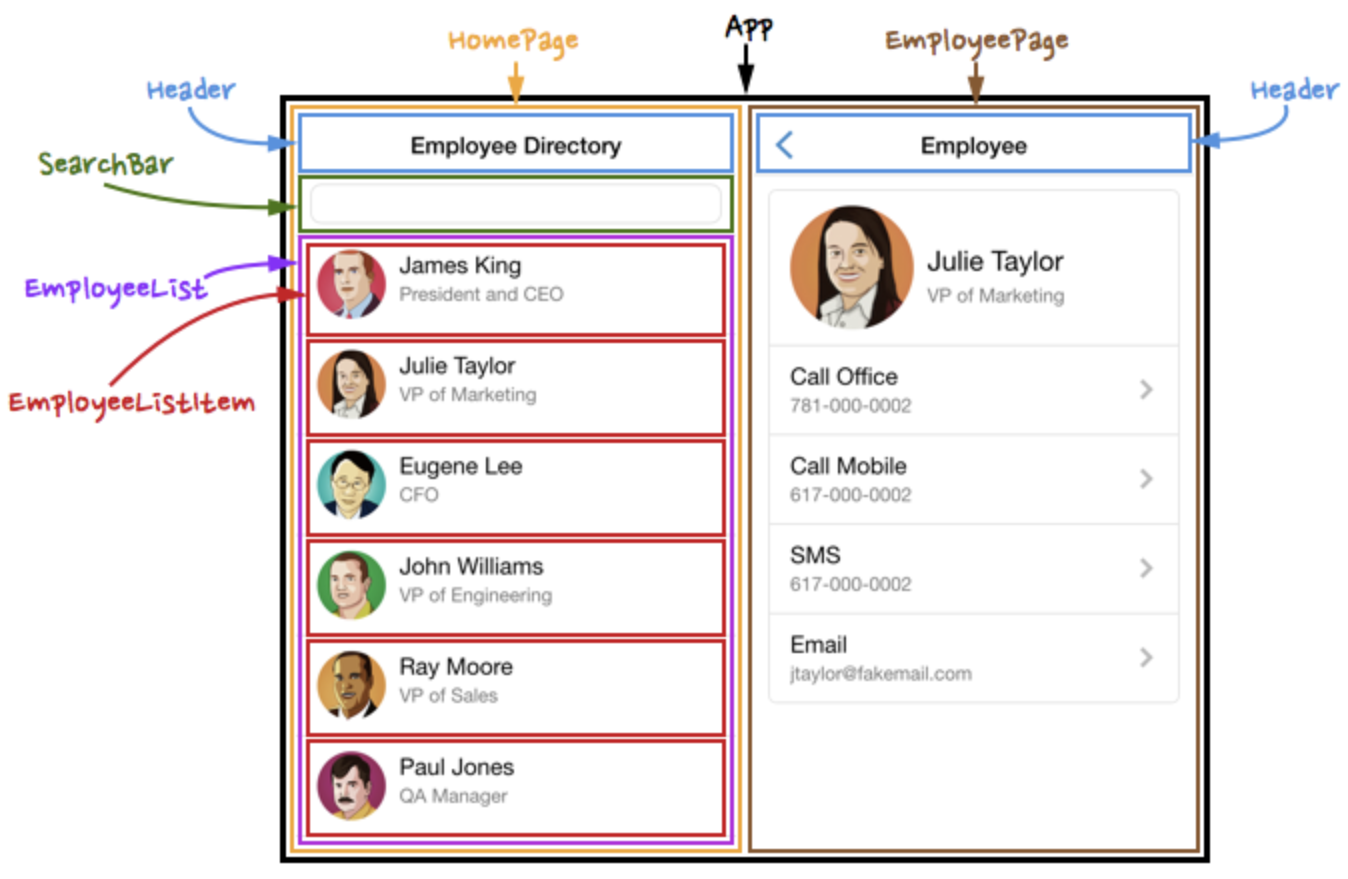 App
HomePage
EmployeePage
Header
Header
SearchBar
EmployeeList
EmployeeListItem
Employee Directory
James King
President and CEO
Julie Taylor
VP of Marketing
Eugene Lee
CFO
John Williams
VP of Engineering
Ray Moore
VP of Sales
Paul Jones
QA Manager
Employee
Julie Taylor
VP of Marketing
Call Office
781-000-0002
Call Mobile
617-000-0002
SMS
617-000-0002
Email
jtaylor@fakemail.com